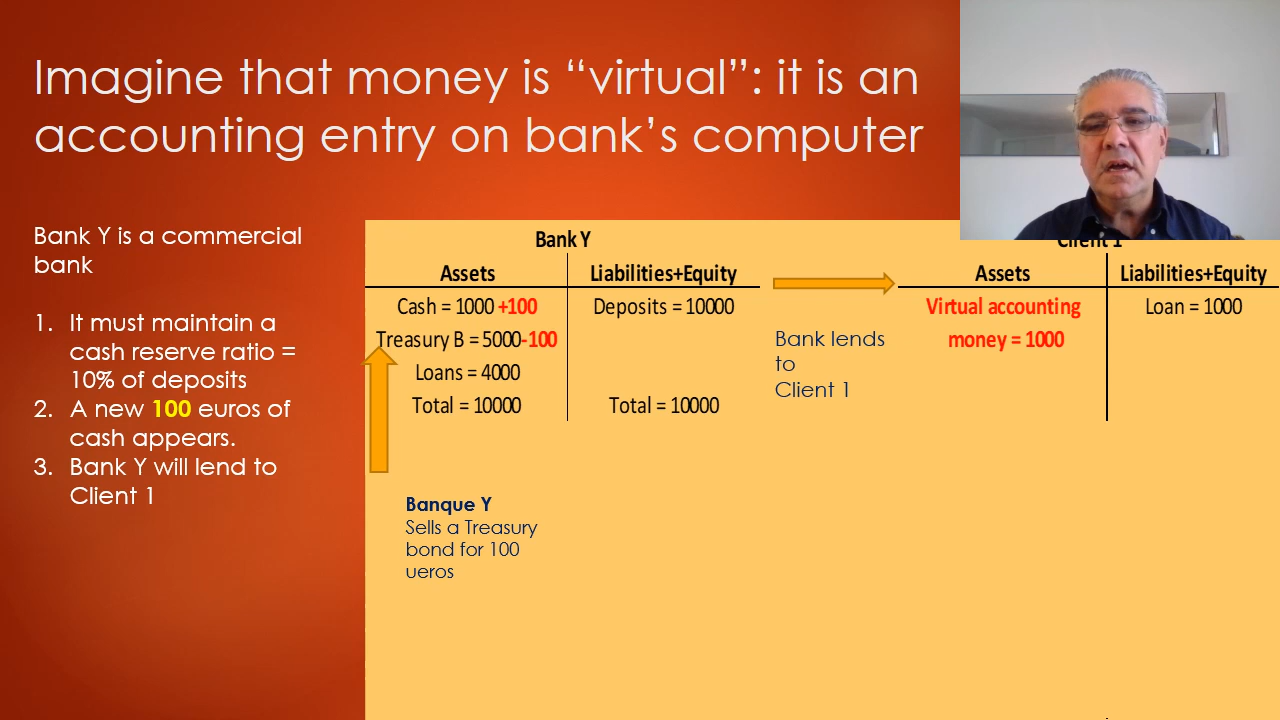 Imagine that money is “virtual”: it is an
accounting entry on bank’s computer
Bank Y is a commercial
bank
1. It must maintain a
cash reserve ratio =
10% of deposits
2. A new 100 euros of
cash appears.
3. Bank Y will lend to
Client 1
Bank Y
Assets Liabilities+Equity
Cash = 1000 +100 Deposits = 10000
Treasury B = 5000-100
Loans = 4000
Total = 10000 Total = 10000
Bank lends
to
Client 1
Client 1
Assets Liabilities+Equity
Virtual accounting Loan = 1000
money = 1000
Banque Y
Sells a Treasury
bond for 100
ueros